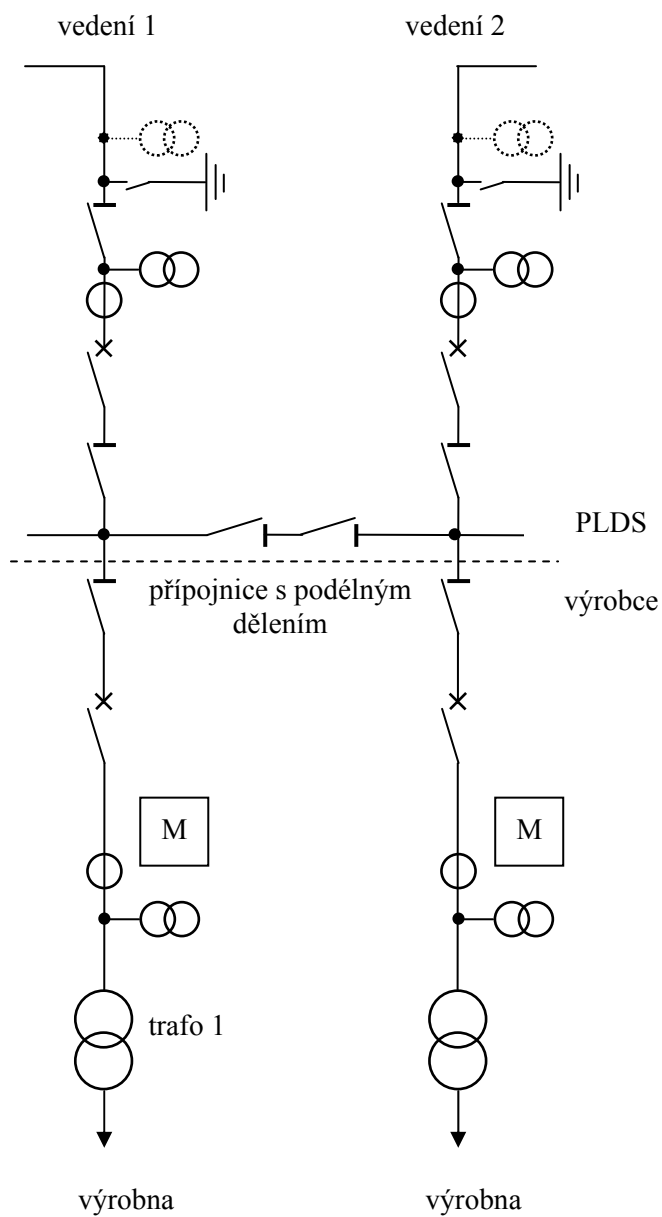 vedení 1
vedení 2
PLDS
přípojnice s podélným
dělením
výrobce
M
M
trafo 1
výrobna
výrobna